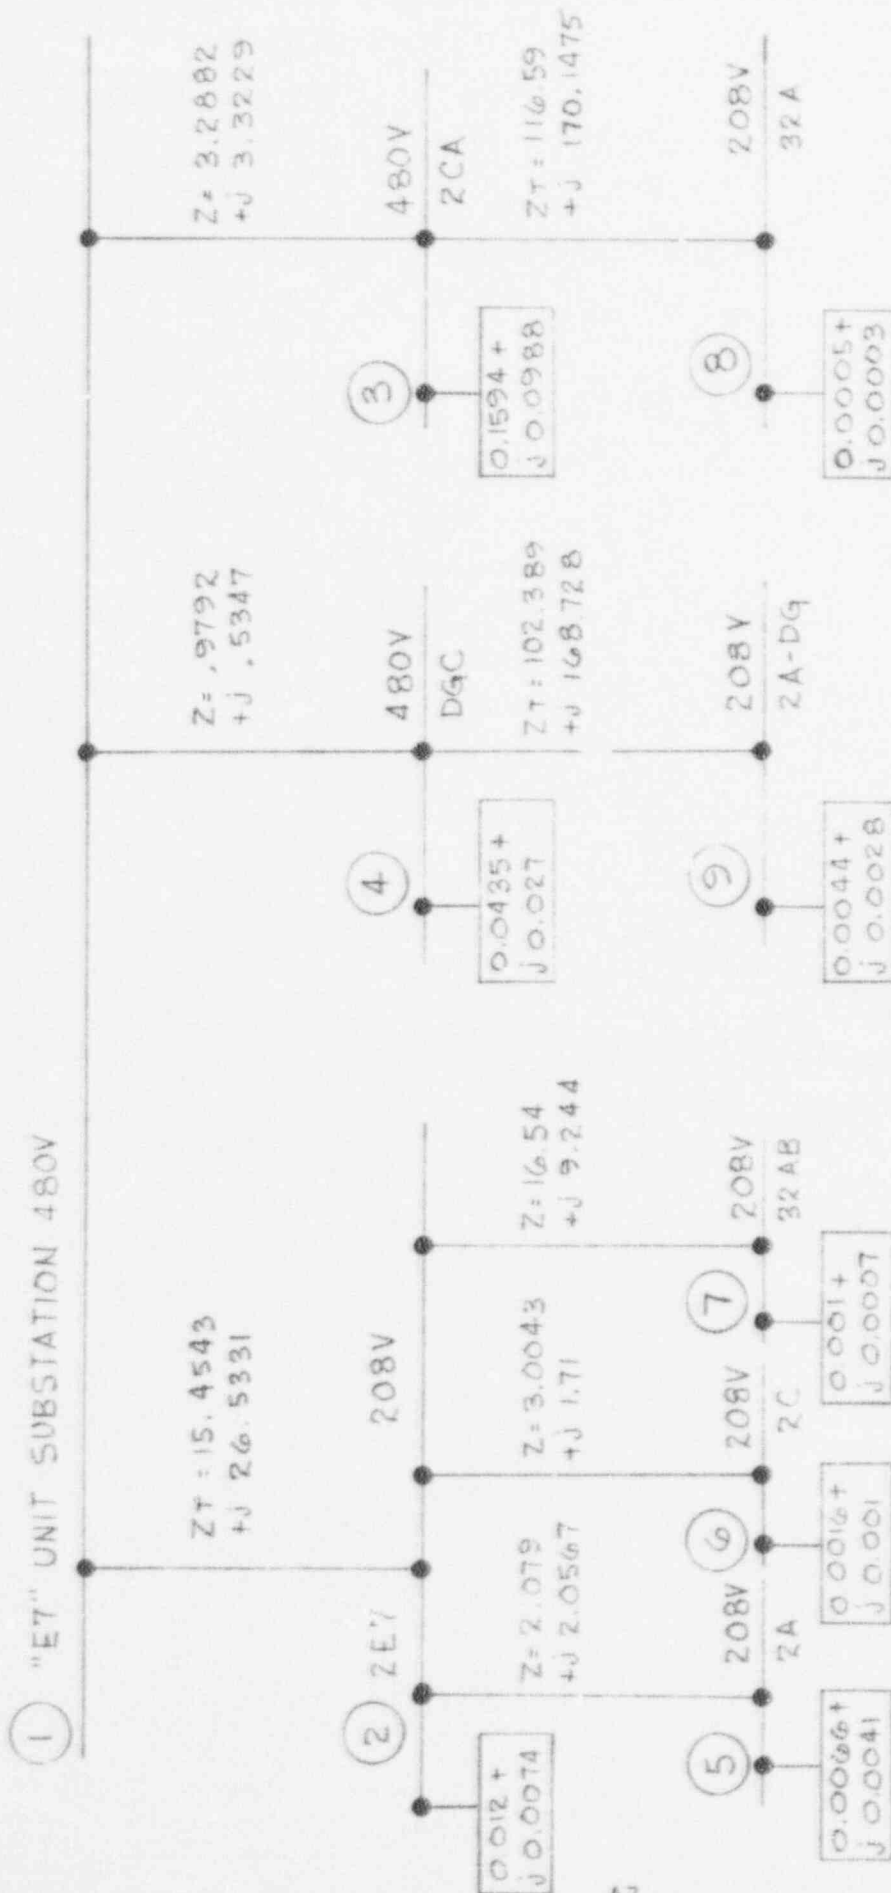 1 "E7" UNIT SUBSTATION 480V
ZT = 15.4543
+J 26.5331
Z = .9792
+J .5347
Z = 3.2882
+J 3.3229
2 2E7
208V
4
480V
DGC
3
480V
2CA
0.012 +
J 0.0074
Z = 2.079
+J 2.0567
Z = 3.0043
+J 1.71
Z = 16.54
+J 9.244
0.0435 +
J 0.027
ZT = 102.389
+J 168.728
0.1594 +
J 0.0988
ZT = 116.59
+J 170.1475
5
208V
2A
6
208V
2C
7
208V
32AB
9
208V
2A-DG
8
208V
32A
0.0066 +
J 0.0041
0.0016 +
J 0.001
0.001 +
J 0.0007
0.0044 +
J 0.0028
0.0005 +
J 0.0003